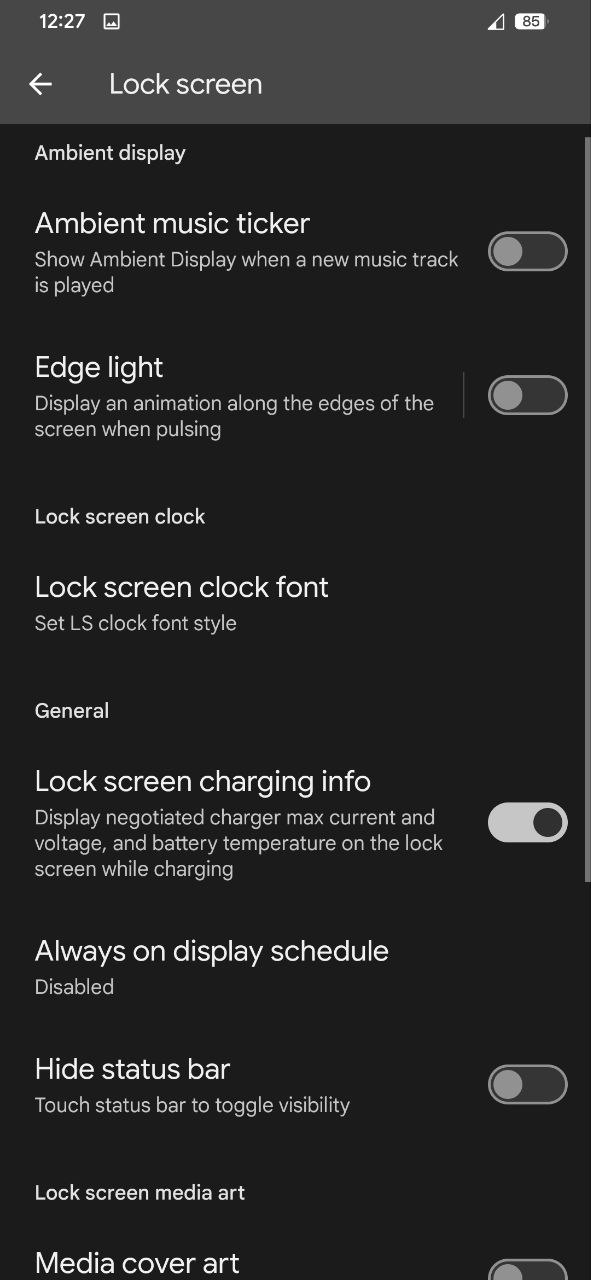 12:27
85
Lock screen
Ambient display
Ambient music ticker
Show Ambient Display when a new music track
is played
Edge light
Display an animation along the edges of the
screen when pulsing
Lock screen clock
Lock screen clock font
Set LS clock font style
General
Lock screen charging info
Display negotiated charger max current and
voltage, and battery temperature on the lock
screen while charging
Always on display schedule
Disabled
Hide status bar
Touch status bar to toggle visibility
Lock screen media art
Media cover art